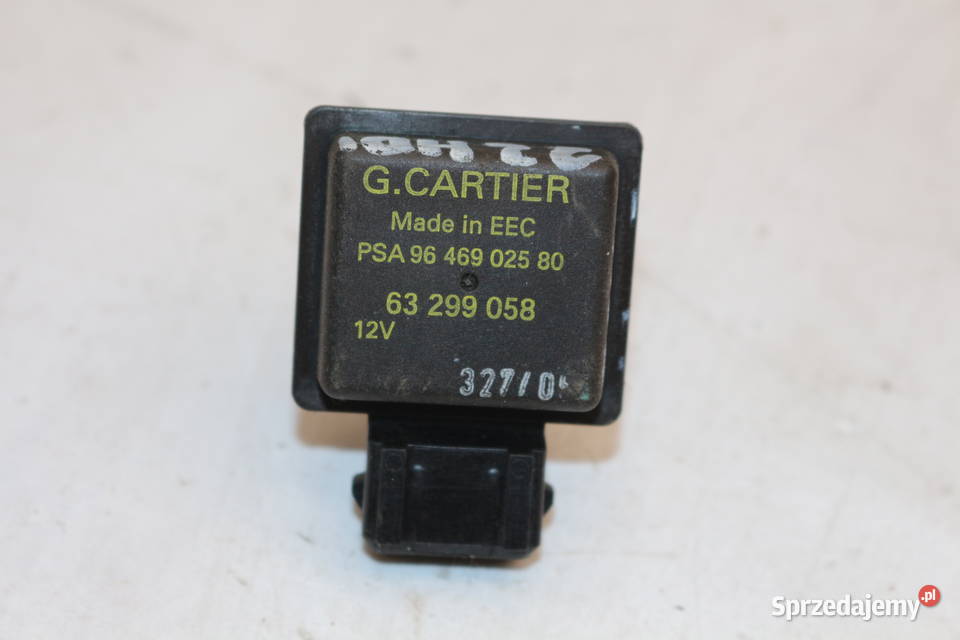 G.CARTIER
Made in EEC
PSA 96 469 025 80
63 299 058
12V
Sprzedajemy.pl